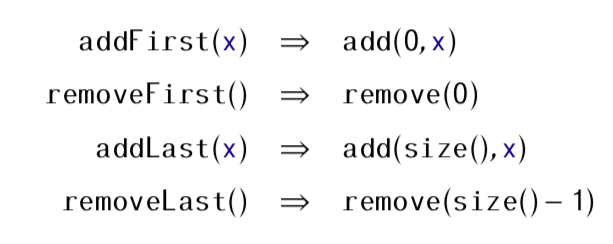 addFirst(x) ⇒ add(0,x)
removeFirst() ⇒ remove(0)
addLast(x) ⇒ add(size(),x)
removeLast() ⇒ remove(size()− 1)